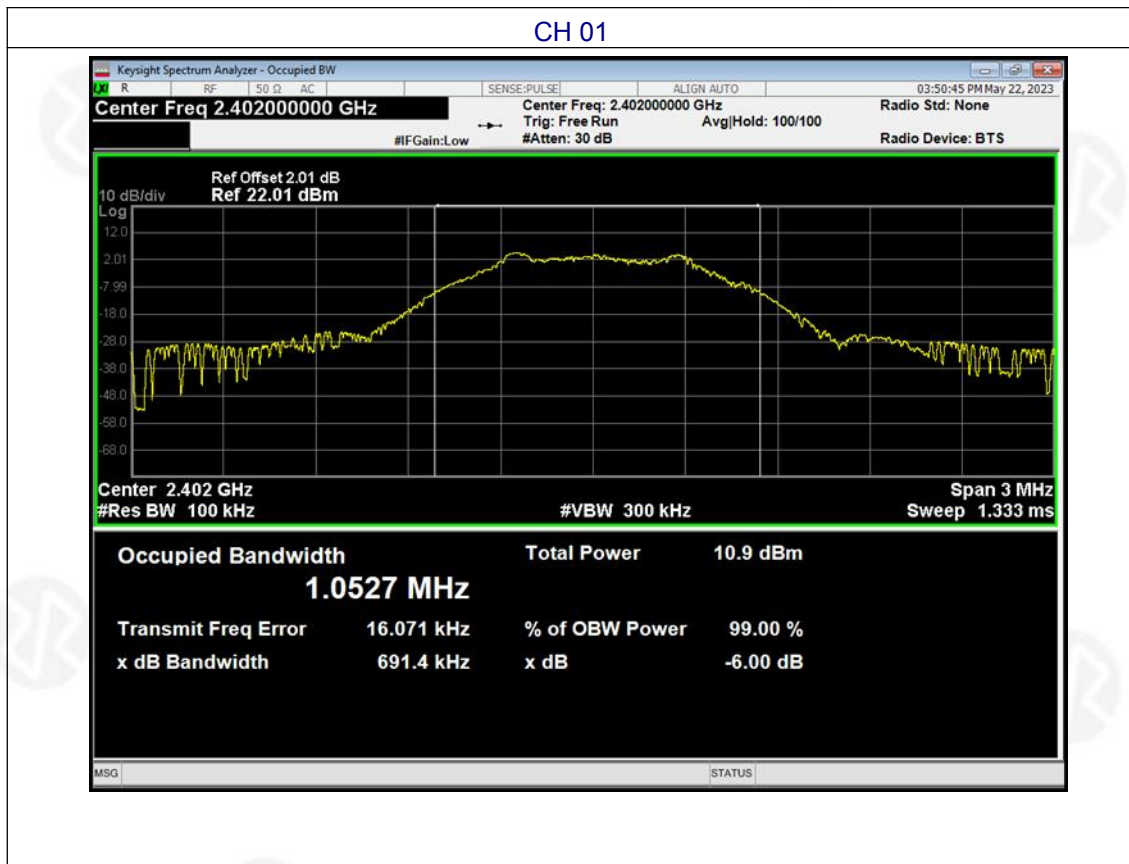 CH 01
Keysight Spectrum Analyzer - Occupied BW
LXI R RF 50 Ω AC SENSE:PULSE ALIGN AUTO 03:50:45 PM May 22, 2023
Center Freq 2.402000000 GHz Center Freq: 2.402000000 GHz Radio Std: None
Trig: Free Run Avg|Hold: 100/100
#IFGain:Low #Atten: 30 dB Radio Device: BTS
Ref Offset 2.01 dB
10 dB/div Ref 22.01 dBm
Log
12.0
2.01
-7.99
-18.0
-28.0
-38.0
-48.0
-58.0
-68.0
Center 2.402 GHz Span 3 MHz
#Res BW 100 kHz #VBW 300 kHz Sweep 1.333 ms
Occupied Bandwidth Total Power 10.9 dBm
1.0527 MHz
Transmit Freq Error 16.071 kHz % of OBW Power 99.00 %
x dB Bandwidth 691.4 kHz x dB -6.00 dB
MSG STATUS